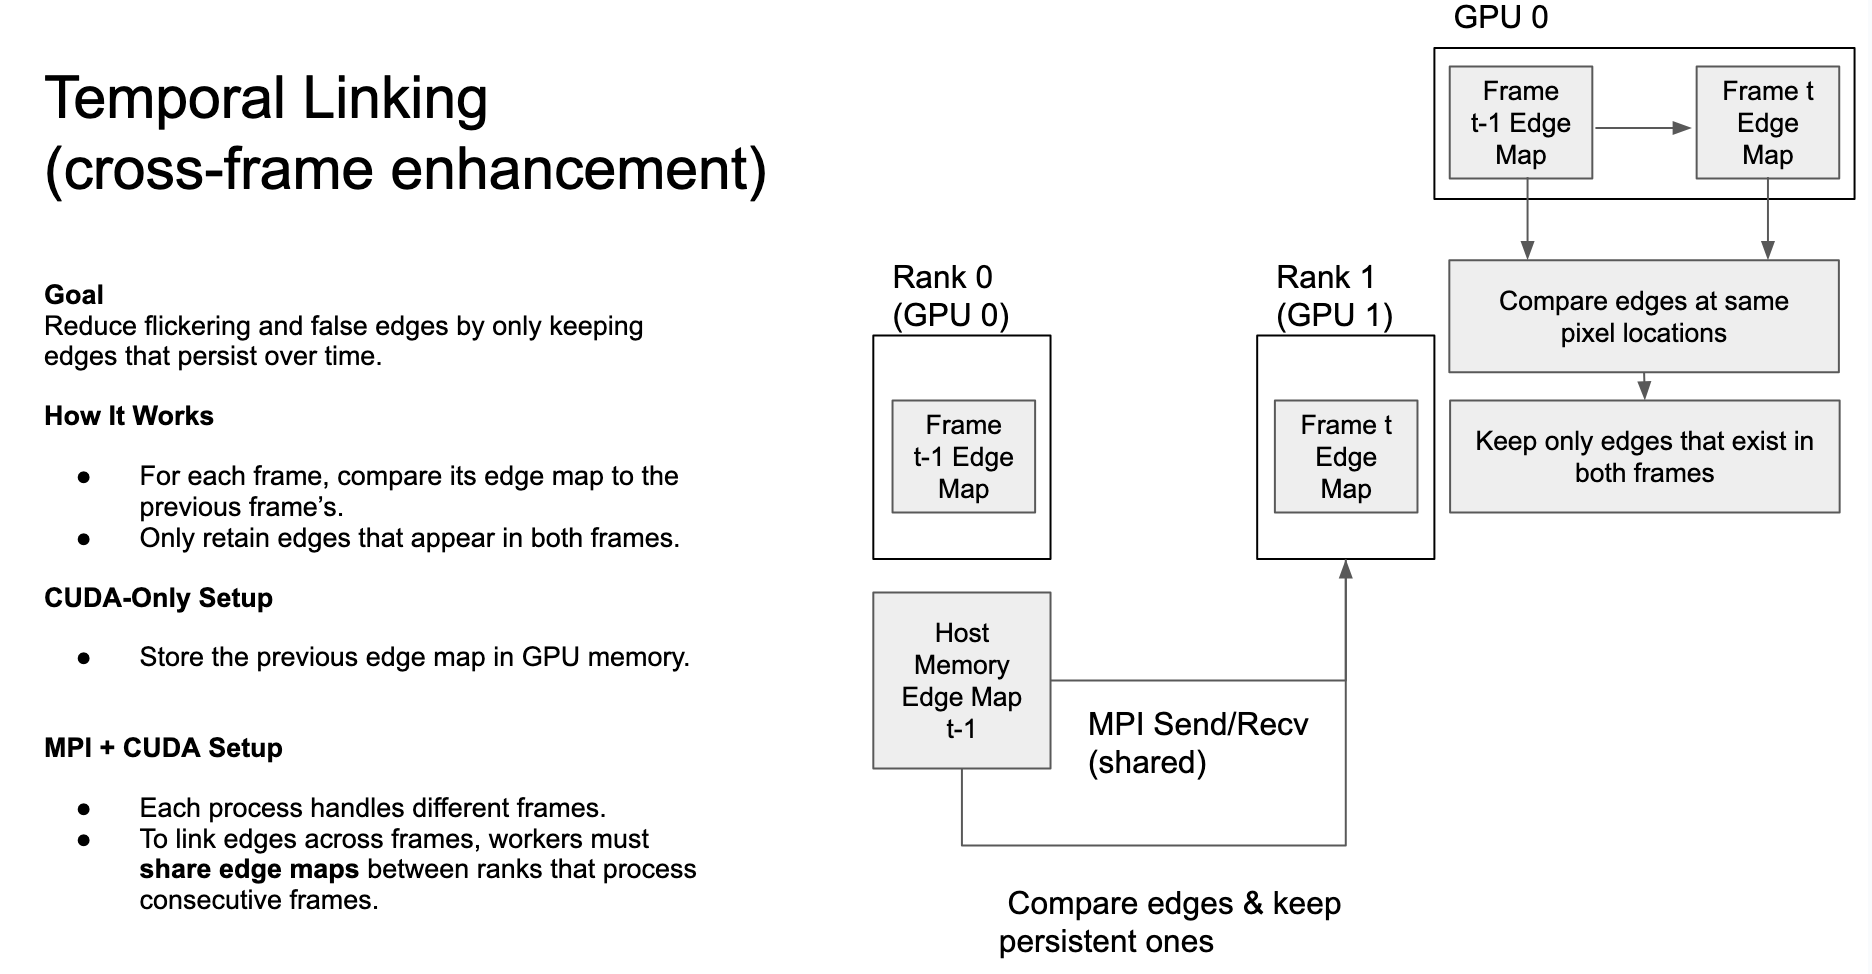 Temporal Linking
(cross-frame enhancement)
Goal
Reduce flickering and false edges by only keeping
edges that persist over time.
How It Works
● For each frame, compare its edge map to the
previous frame’s.
● Only retain edges that appear in both frames.
CUDA-Only Setup
● Store the previous edge map in GPU memory.
MPI + CUDA Setup
● Each process handles different frames.
● To link edges across frames, workers must
share edge maps between ranks that process
consecutive frames.
Rank 0
(GPU 0)
Frame
t-1 Edge
Map
Host
Memory
Edge Map
t-1
Rank 1
(GPU 1)
Frame t
Edge
Map
MPI Send/Recv
(shared)
Compare edges & keep
persistent ones
GPU 0
Frame
t-1 Edge
Map
Frame t
Edge
Map
Compare edges at same
pixel locations
Keep only edges that exist in
both frames